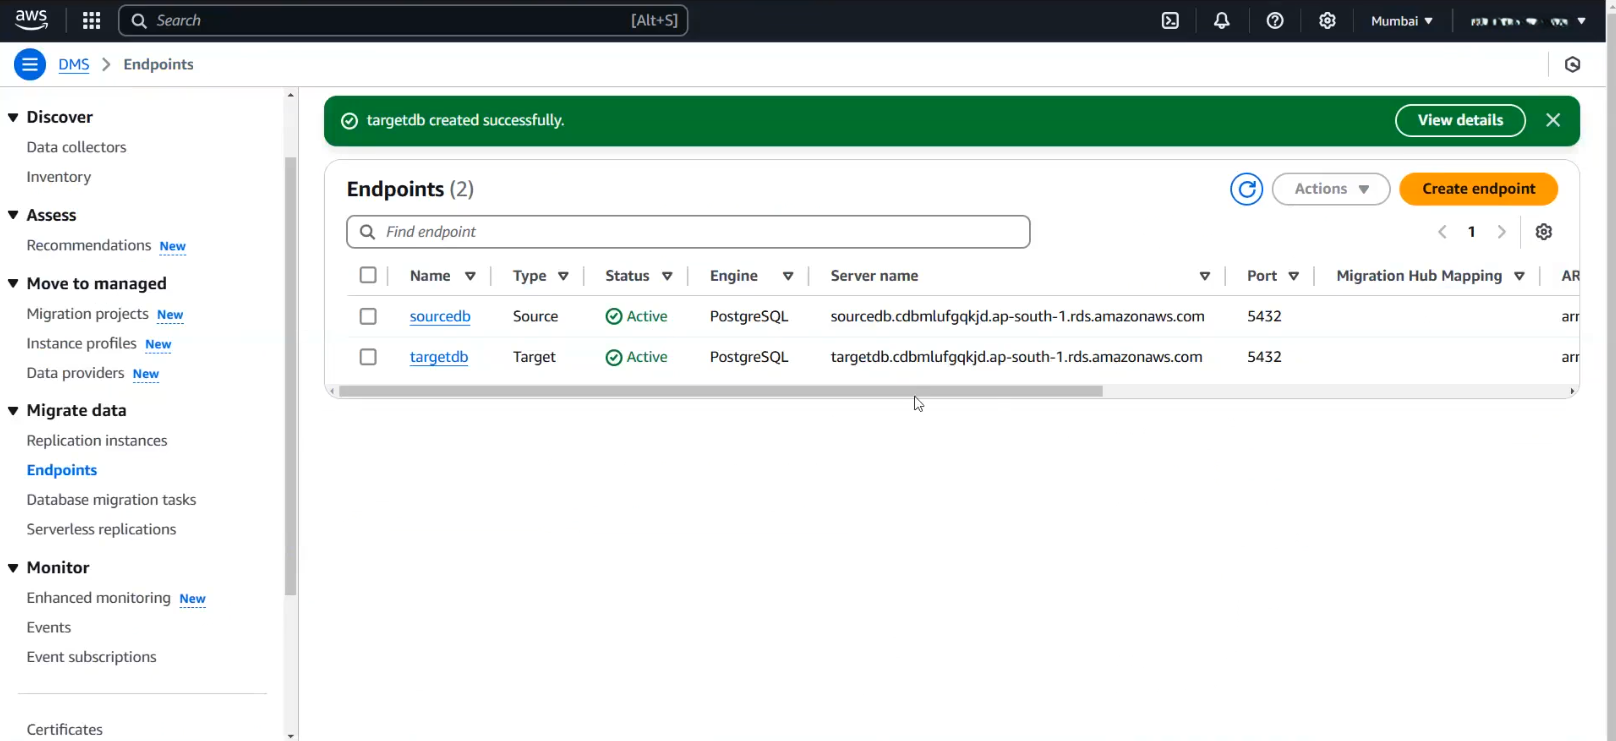 aws
Search [Alt+S]
Mumbai
DMS > Endpoints
Discover
Data collectors
Inventory
Assess
Recommendations New
Move to managed
Migration projects New
Instance profiles New
Data providers New
Migrate data
Replication instances
Endpoints
Database migration tasks
Serverless replications
Monitor
Enhanced monitoring New
Events
Event subscriptions
Certificates
targetdb created successfully.
View details
Endpoints (2)
Actions
Create endpoint
Find endpoint
1
Name Type Status Engine Server name Port Migration Hub Mapping AR
sourcedb Source Active PostgreSQL sourcedb.cdbmlufgqkjd.ap-south-1.rds.amazonaws.com 5432 arr
targetdb Target Active PostgreSQL targetdb.cdbmlufgqkjd.ap-south-1.rds.amazonaws.com 5432 arr